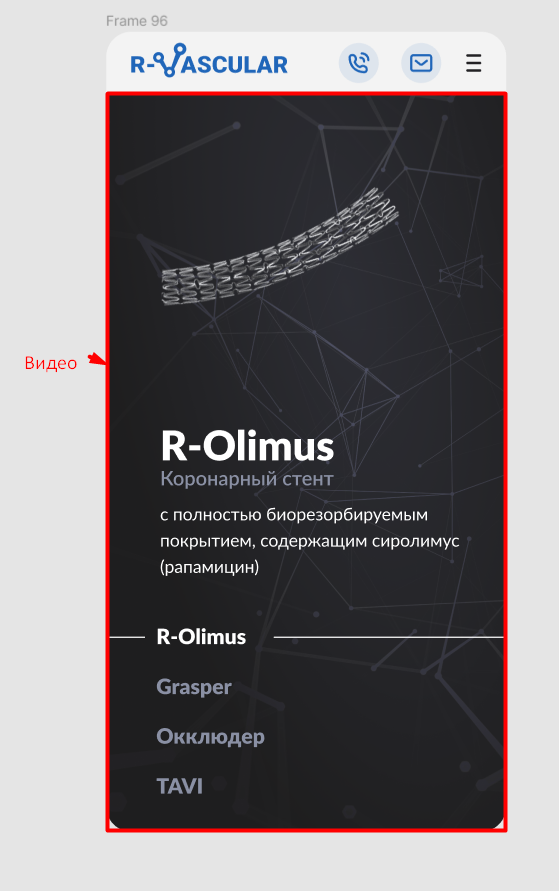 Frame 96
R-VASCULAR
Видео
R-Olimus
Коронарный стент
с полностью биорезорбируемым
покрытием, содержащим сиролимус
(рапамицин)
R-Olimus
Grasper
Окклюдер
TAVI